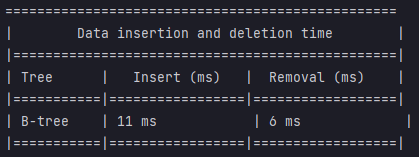 ================================================
|        Data insertion and deletion time        |
|================================================|
| Tree      |   Insert (ms)   |  Removal (ms)    |
|===========|=================|==================|
| B-tree    | 11 ms            | 6 ms             |
|===========|=================|==================|